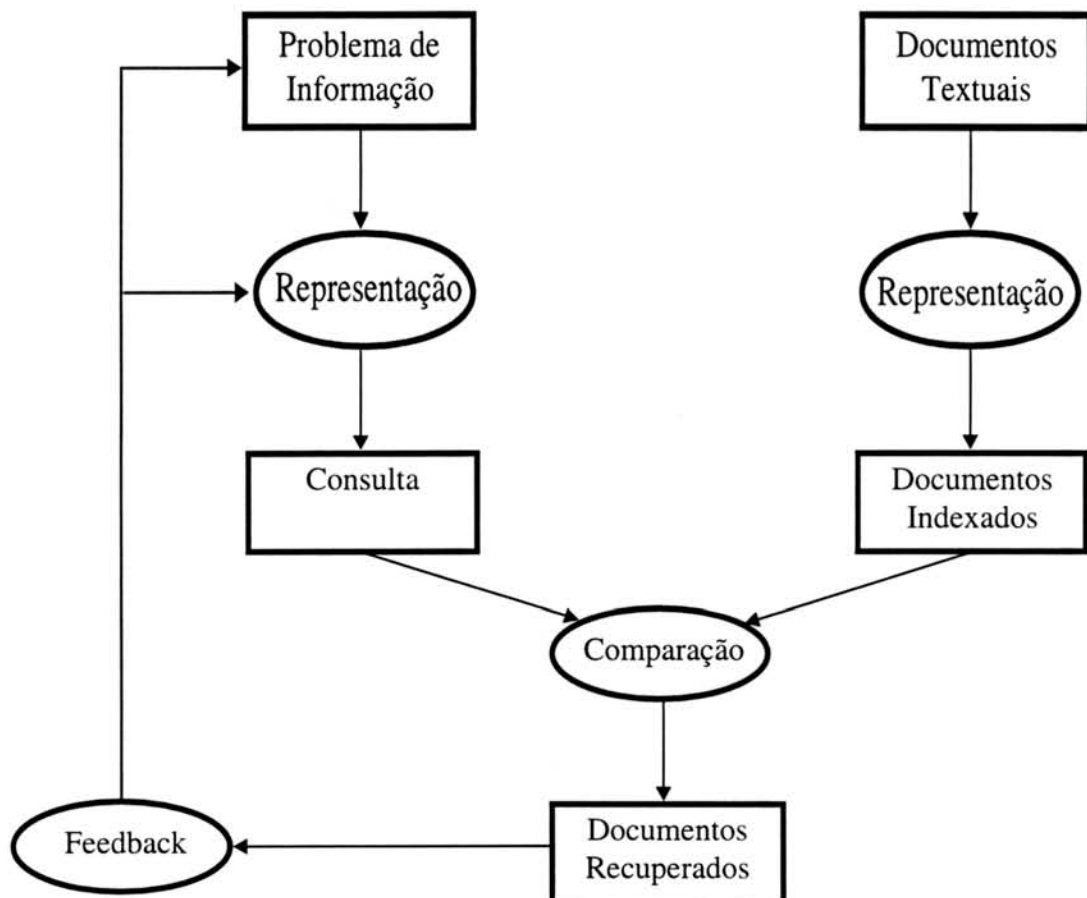 Problema de
Informação
Documentos
Textuais
Representação
Representação
Consulta
Documentos
Indexados
Comparação
Feedback
Documentos
Recuperados